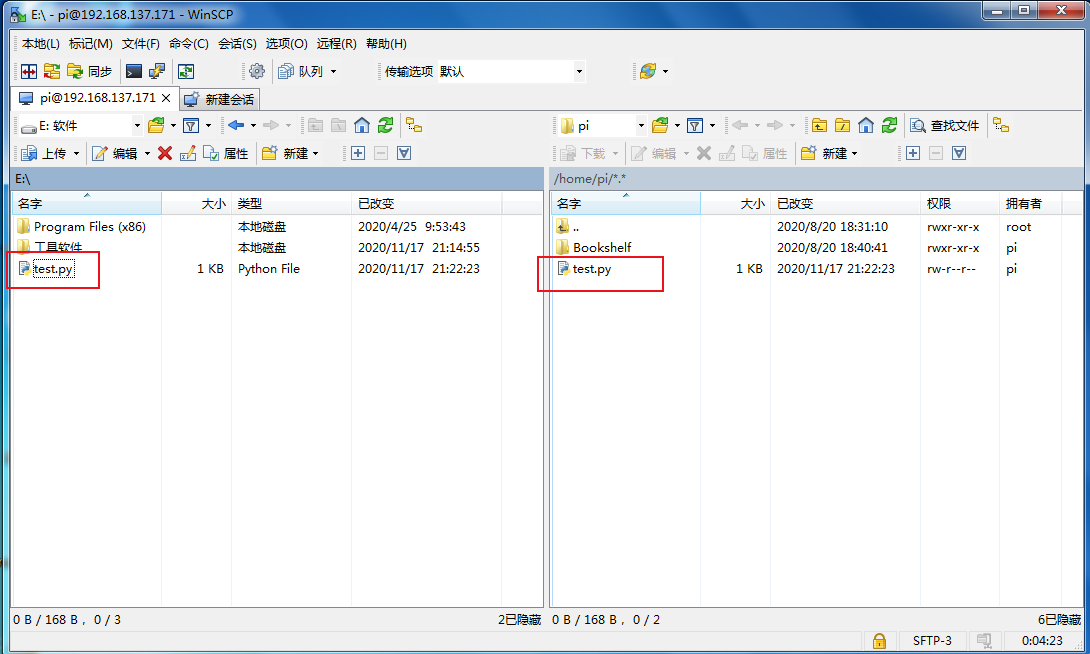 E:\ - pi@192.168.137.171 - WinSCP
本地(L) 标记(M) 文件(F) 命令(C) 会话(S) 选项(O) 远程(R) 帮助(H)
同步 队列 传输选项 默认
pi@192.168.137.171 新建会话
E: 软件 pi 查找文件
上传 编辑 属性 新建 下载 编辑 属性 新建
E:\ /home/pi/*.*
名字 大小 类型 已改变 名字 大小 已改变 权限 拥有者
Program Files (x86) 本地磁盘 2020/4/25 9:53:43 .. 2020/8/20 18:31:10 rwxr-xr-x root
工具软件 本地磁盘 2020/11/17 21:14:55 Bookshelf 2020/8/20 18:40:41 rwxr-xr-x pi
test.py 1 KB Python File 2020/11/17 21:22:23 test.py 1 KB 2020/11/17 21:22:23 rw-r--r-- pi
0 B / 168 B， 0 / 3 2已隐藏 0 B / 168 B， 0 / 2 6已隐藏
SFTP-3 0:04:23